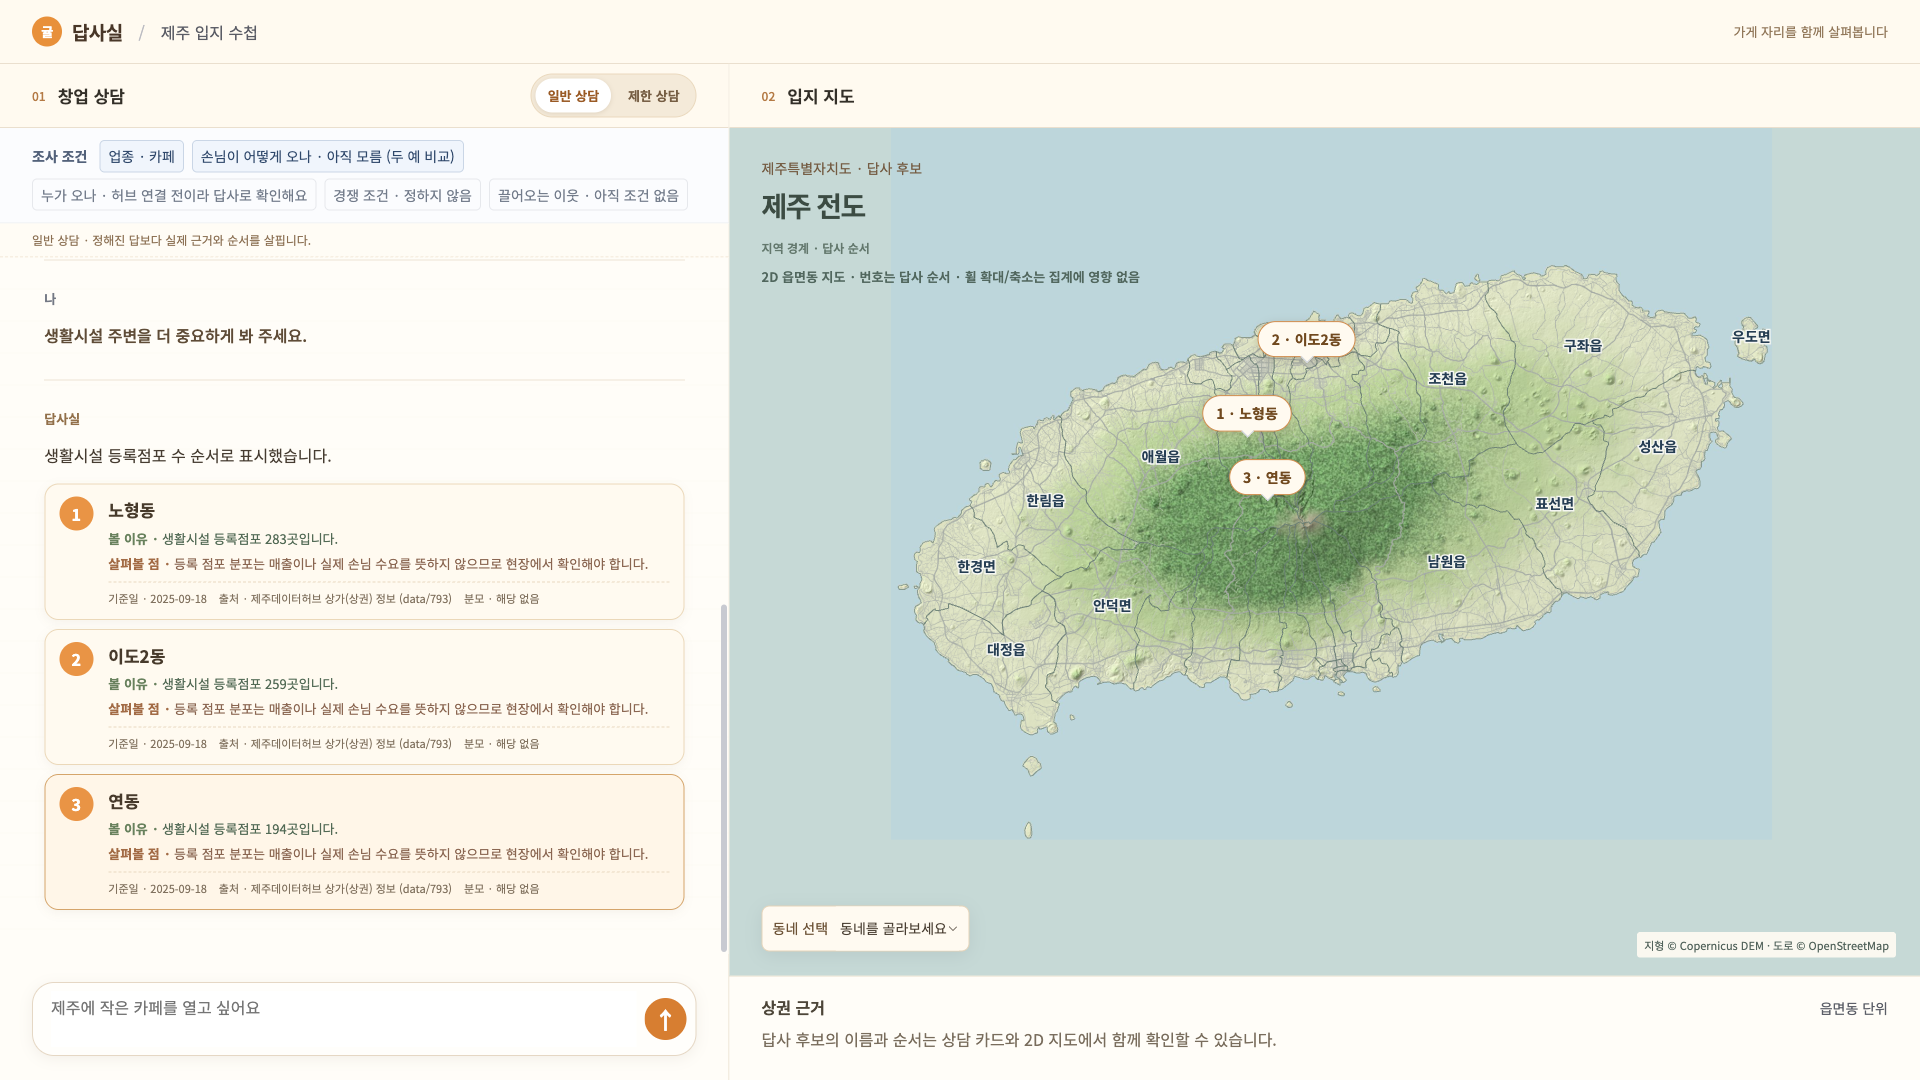 귤 답사실 / 제주 입지 수첩
가게 자리를 함께 살펴봅니다
01 창업 상담
일반 상담 제한 상담
조사 조건 업종 · 카페 손님이 어떻게 오나 · 아직 모름 (두 예 비교)
누가 오나 · 허브 연결 전이라 답사로 확인해요 경쟁 조건 · 정하지 않음 끌어오는 이웃 · 아직 조건 없음
일반 상담 · 정해진 답보다 실제 근거와 순서를 살핍니다.
나
생활시설 주변을 더 중요하게 봐 주세요.
답사실
생활시설 등록점포 수 순서로 표시했습니다.
1 노형동
볼 이유 · 생활시설 등록점포 283곳입니다.
살펴볼 점 · 등록 점포 분포는 매출이나 실제 손님 수요를 뜻하지 않으므로 현장에서 확인해야 합니다.
기준일 · 2025-09-18 출처 · 제주데이터허브 상가(상권) 정보 (data/793) 분모 · 해당 없음
2 이도2동
볼 이유 · 생활시설 등록점포 259곳입니다.
살펴볼 점 · 등록 점포 분포는 매출이나 실제 손님 수요를 뜻하지 않으므로 현장에서 확인해야 합니다.
기준일 · 2025-09-18 출처 · 제주데이터허브 상가(상권) 정보 (data/793) 분모 · 해당 없음
3 연동
볼 이유 · 생활시설 등록점포 194곳입니다.
살펴볼 점 · 등록 점포 분포는 매출이나 실제 손님 수요를 뜻하지 않으므로 현장에서 확인해야 합니다.
기준일 · 2025-09-18 출처 · 제주데이터허브 상가(상권) 정보 (data/793) 분모 · 해당 없음
제주에 작은 카페를 열고 싶어요
02 입지 지도
제주특별자치도 · 답사 후보
제주 전도
지역 경계 · 답사 순서
2D 읍면동 지도 · 번호는 답사 순서 · 휠 확대/축소는 집계에 영향 없음
우도면
2 · 이도2동
구좌읍
조천읍
1 · 노형동
성산읍
애월읍
3 · 연동
한림읍
표선면
남원읍
한경면
안덕면
대정읍
동네 선택 동네를 골라보세요
지형 © Copernicus DEM · 도로 © OpenStreetMap
상권 근거
읍면동 단위
답사 후보의 이름과 순서는 상담 카드와 2D 지도에서 함께 확인할 수 있습니다.